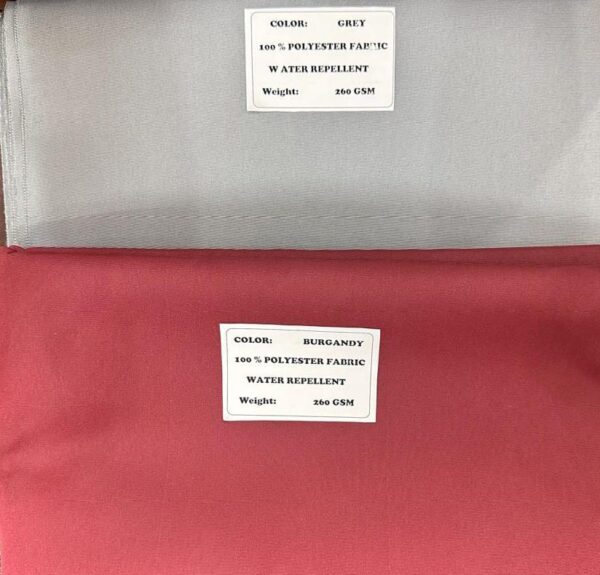 COLOR: GREY
100 % POLYESTER FABRIC
WATER REPELLENT
Weight: 260 GSM
COLOR: BURGANDY
100 % POLYESTER FABRIC
WATER REPELLENT
Weight: 260 GSM